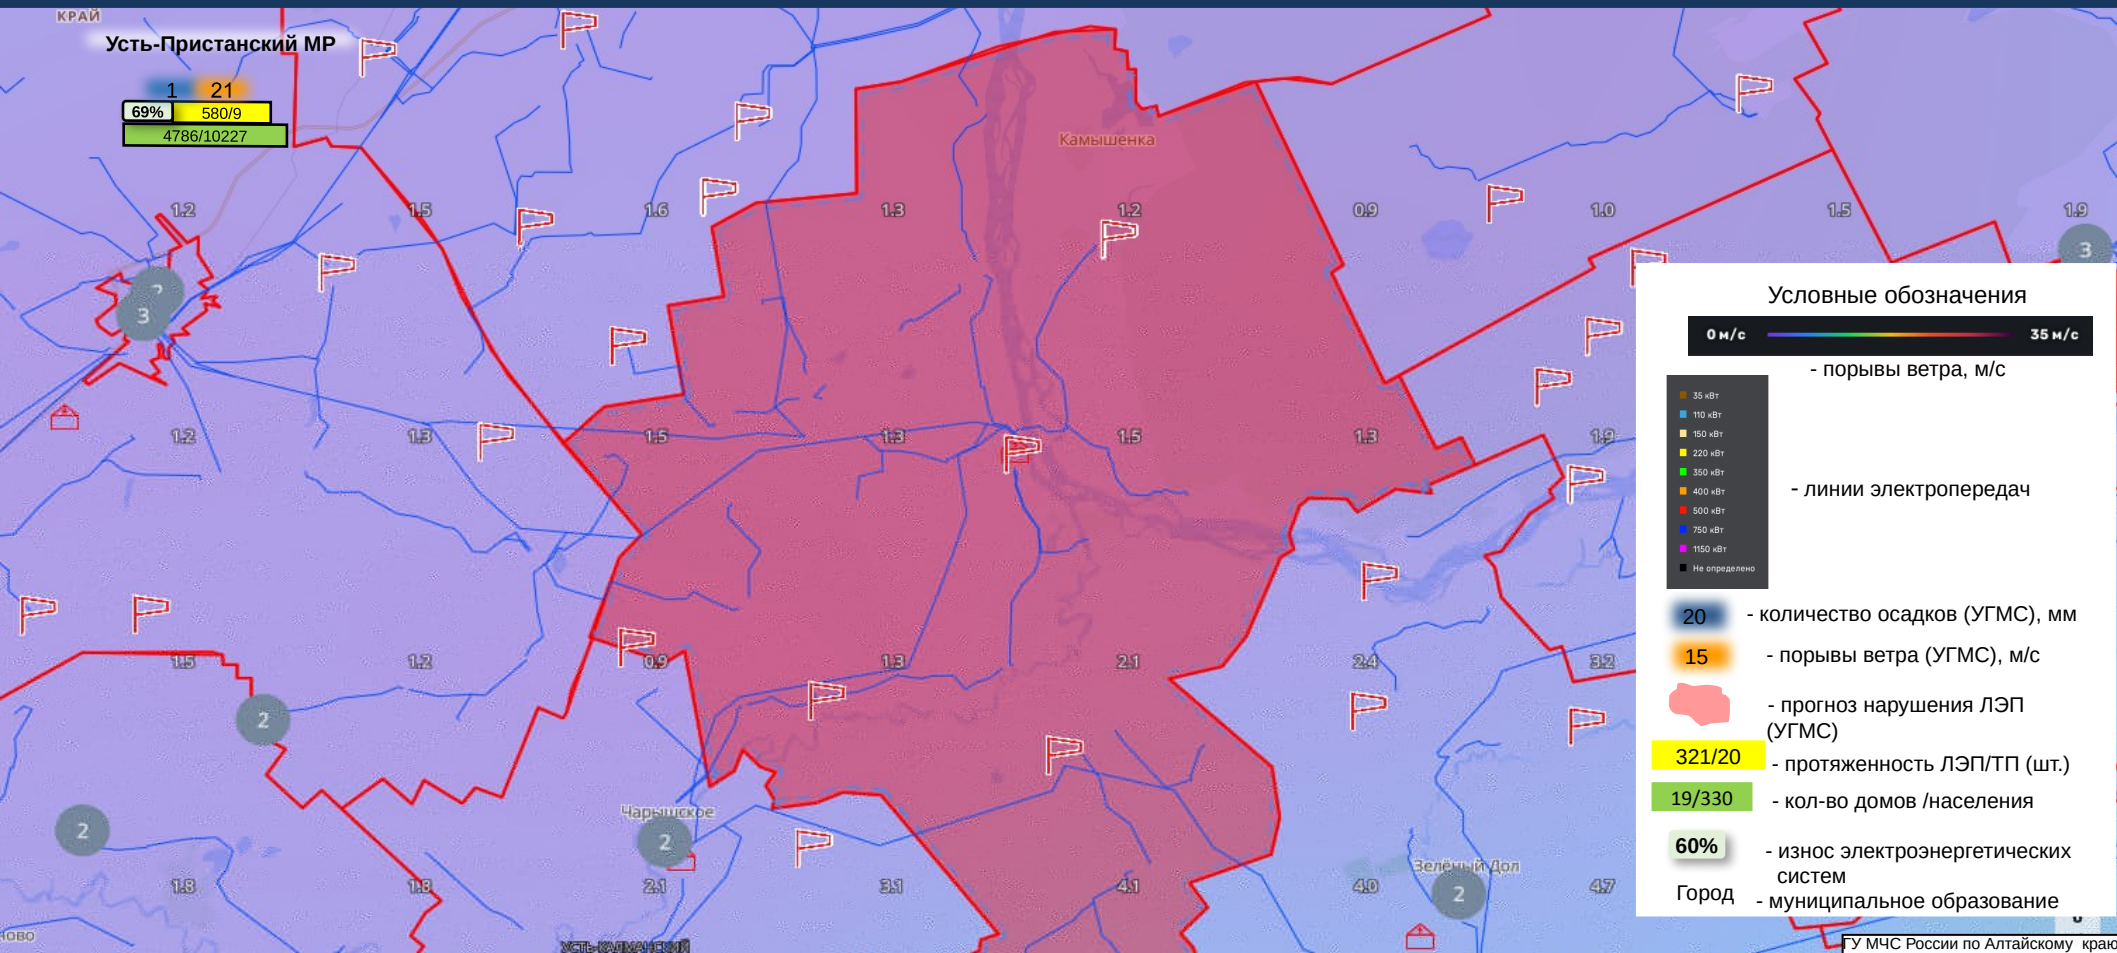 КРАЙ
Усть-Пристанский МР
1 21
69% 580/9
4786/10227
Камышенка
1.2 1.5 1.6 1.3 1.2 0.9 1.0 1.5 1.9
3
3
Условные обозначения
0 м/с 35 м/с
- порывы ветра, м/с
35 кВт
110 кВт
150 кВт
220 кВт
350 кВт
400 кВт
500 кВт
750 кВт
1150 кВт
Не определено
- линии электропередач
1.2 1.3 1.5 1.3 1.5 1.3 1.9
20 - количество осадков (УГМС), мм
15 - порывы ветра (УГМС), м/с
- прогноз нарушения ЛЭП
(УГМС)
321/20 - протяженность ЛЭП/ТП (шт.)
19/330 - кол-во домов /населения
60% - износ электроэнергетических
систем
Город - муниципальное образование
1.5 1.2 0.9 1.3 2.1 2.4 3.2
2
2
Чарышское
2
Зелёный Дол
2
1.8 1.8 2.1 3.1 4.1 4.0 4.7
ново
УСТЬ-КАЛМАНСКИЙ
ГУ МЧС России по Алтайскому краю